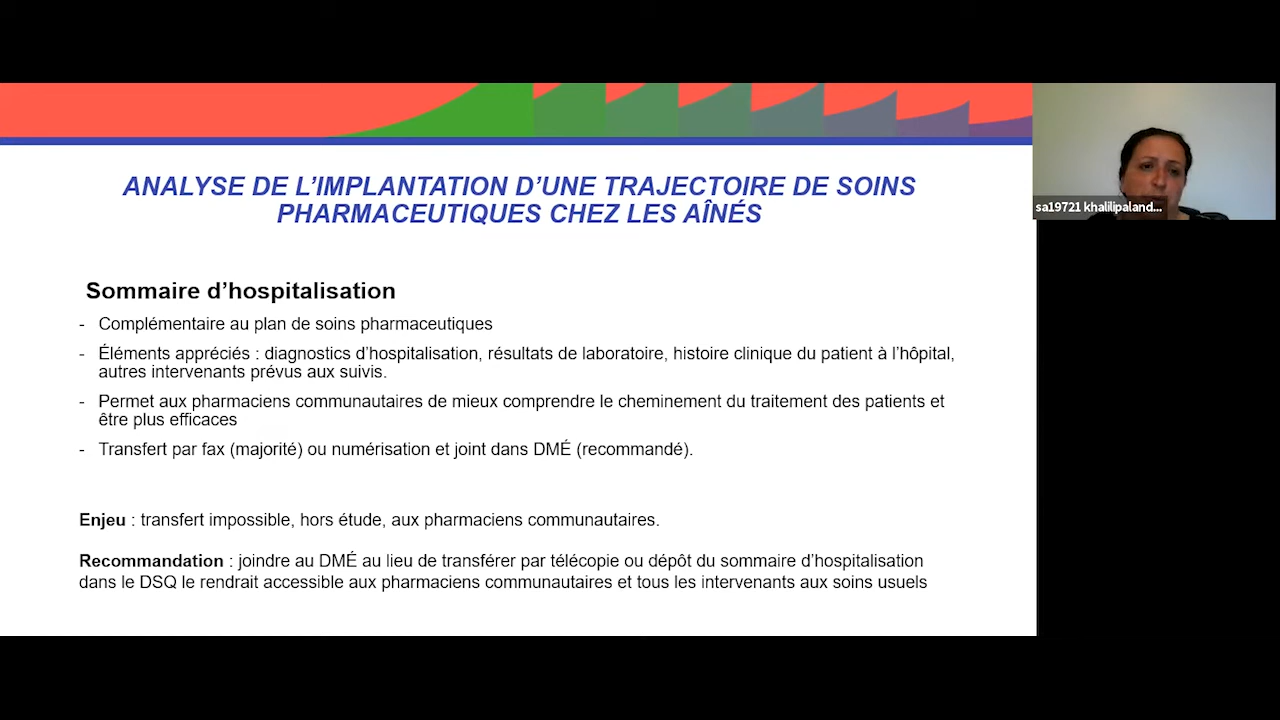 ANALYSE DE L’IMPLANTATION D’UNE TRAJECTOIRE DE SOINS
PHARMACEUTIQUES CHEZ LES AÎNÉS
sa19721 khalilipaland...
Sommaire d’hospitalisation
- Complémentaire au plan de soins pharmaceutiques
- Éléments appréciés : diagnostics d’hospitalisation, résultats de laboratoire, histoire clinique du patient à l’hôpital,
autres intervenants prévus aux suivis.
- Permet aux pharmaciens communautaires de mieux comprendre le cheminement du traitement des patients et
être plus efficaces
- Transfert par fax (majorité) ou numérisation et joint dans DMÉ (recommandé).
Enjeu : transfert impossible, hors étude, aux pharmaciens communautaires.
Recommandation : joindre au DMÉ au lieu de transférer par télécopie ou dépôt du sommaire d’hospitalisation
dans le DSQ le rendrait accessible aux pharmaciens communautaires et tous les intervenants aux soins usuels